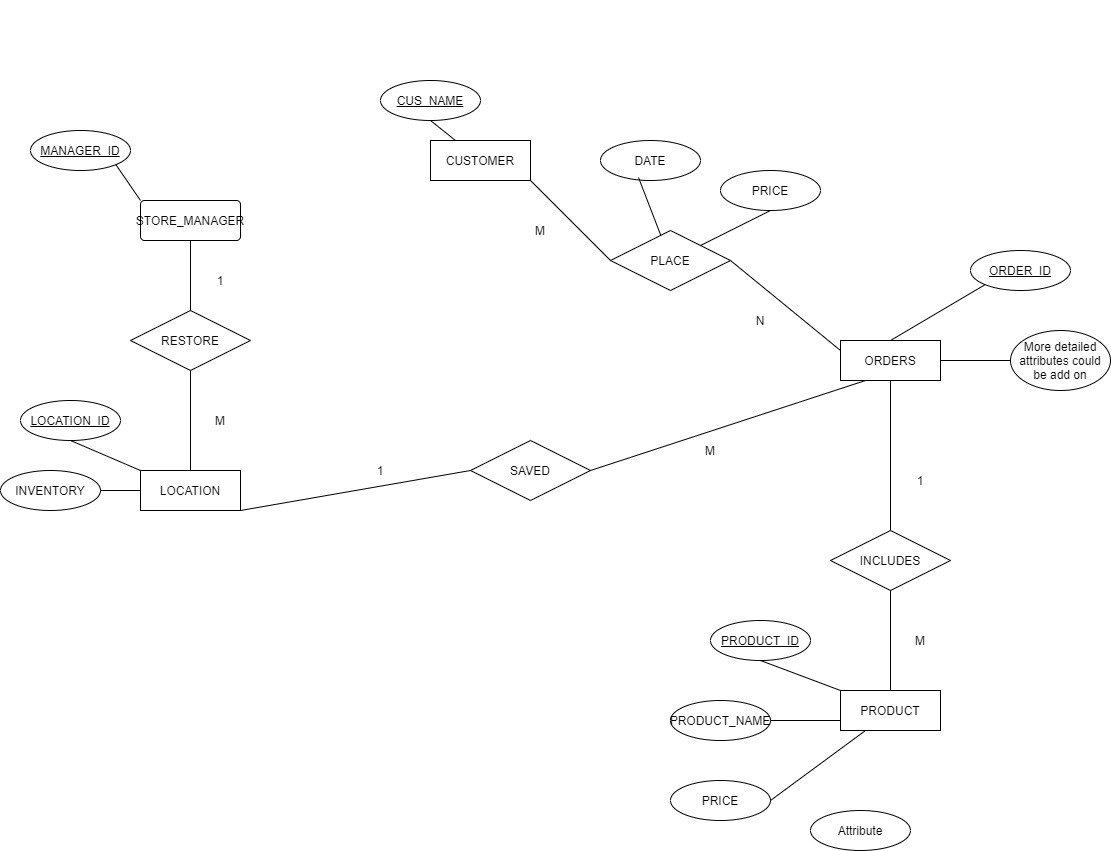 CUS_NAME
MANAGER_ID
CUSTOMER
DATE
PRICE
STORE_MANAGER
M
PLACE
ORDER_ID
1
N
RESTORE
ORDERS
More detailed
attributes could
be add on
LOCATION_ID
M
M
1
SAVED
INVENTORY
LOCATION
1
INCLUDES
PRODUCT_ID
M
PRODUCT
PRODUCT_NAME
PRICE
Attribute